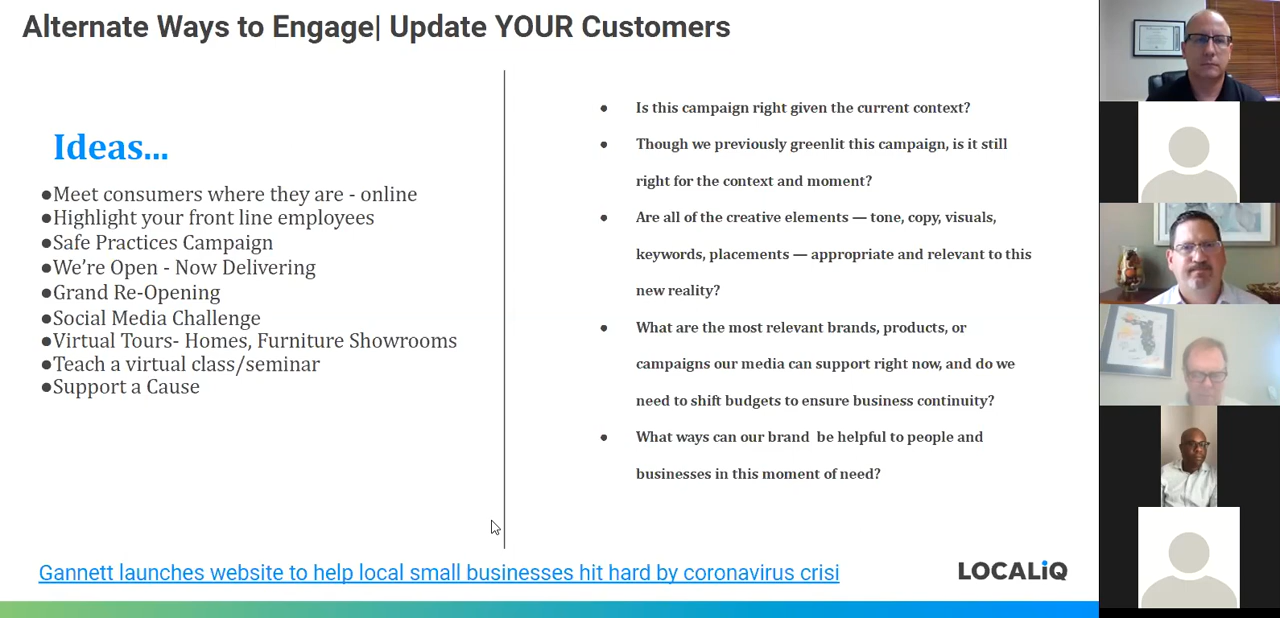 Alternate Ways to Engage| Update YOUR Customers
Ideas...
●Meet consumers where they are - online
●Highlight your front line employees
●Safe Practices Campaign
●We’re Open - Now Delivering
●Grand Re-Opening
●Social Media Challenge
●Virtual Tours- Homes, Furniture Showrooms
●Teach a virtual class/seminar
●Support a Cause
● Is this campaign right given the current context?
● Though we previously greenlit this campaign, is it still
right for the context and moment?
● Are all of the creative elements — tone, copy, visuals,
keywords, placements — appropriate and relevant to this
new reality?
● What are the most relevant brands, products, or
campaigns our media can support right now, and do we
need to shift budgets to ensure business continuity?
● What ways can our brand  be helpful to people and
businesses in this moment of need?
Gannett launches website to help local small businesses hit hard by coronavirus crisi
LOCALiQ